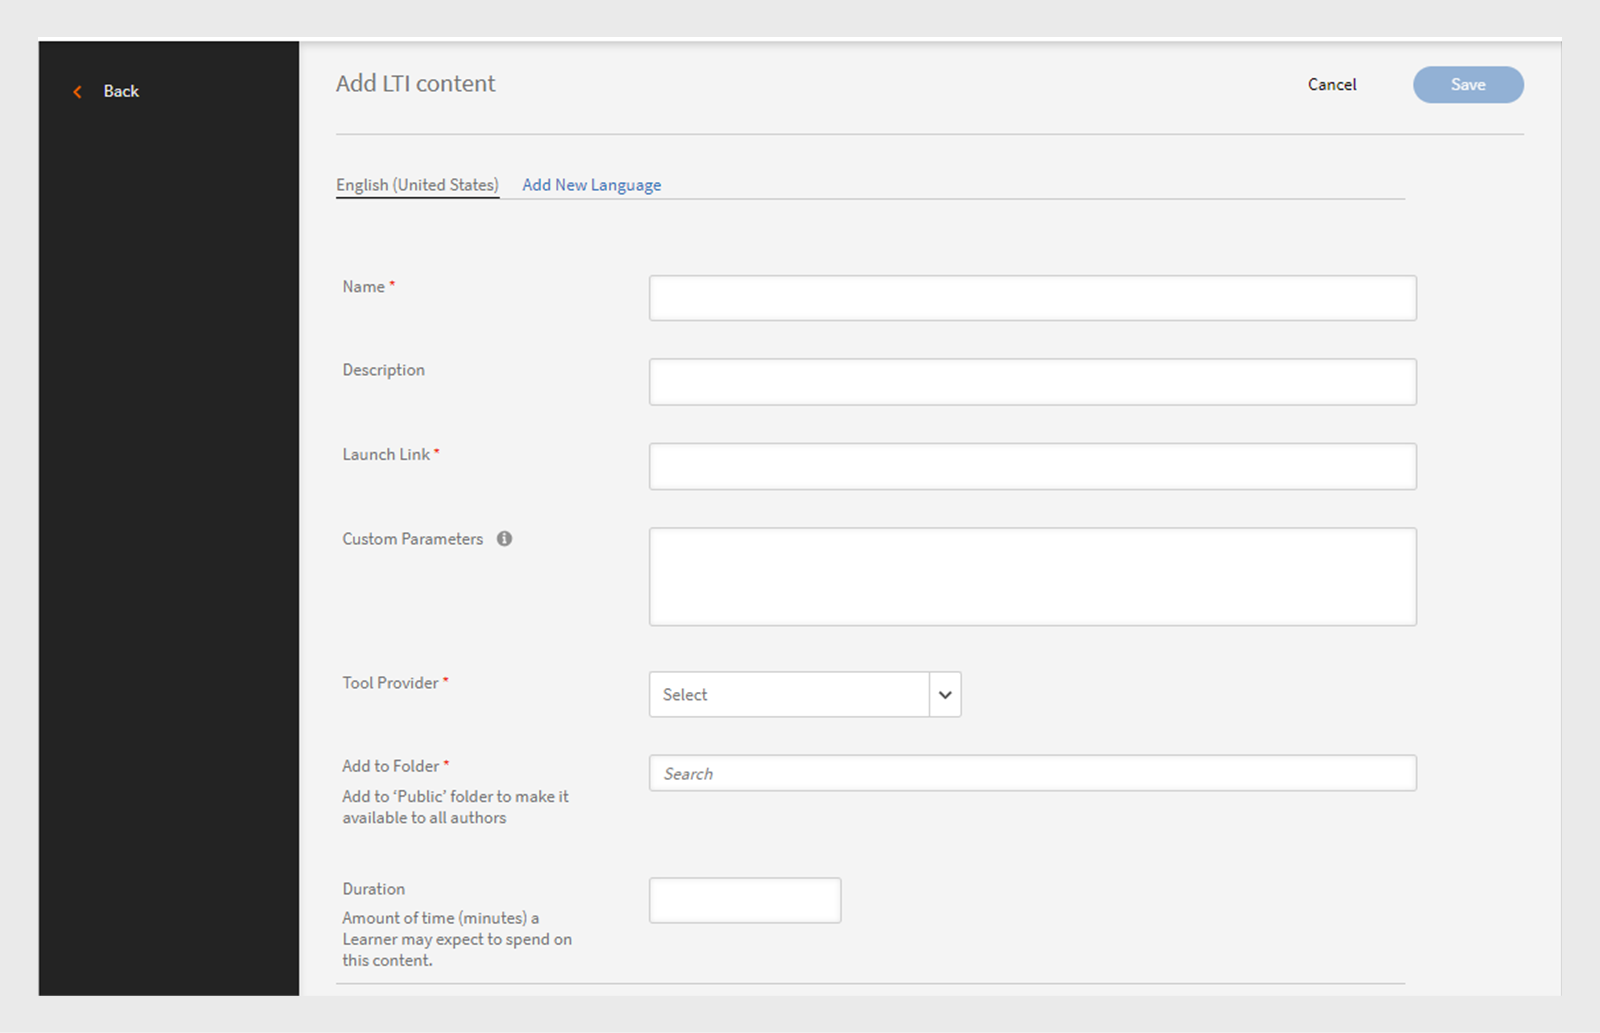 Back
Add LTI content
Cancel
Save
English (United States)
Add New Language
Name *
Description
Launch Link *
Custom Parameters
Tool Provider *
Select
Add to Folder *
Search
Add to ‘Public’ folder to make it
available to all authors
Duration
Amount of time (minutes) a
Learner may expect to spend on
this content.